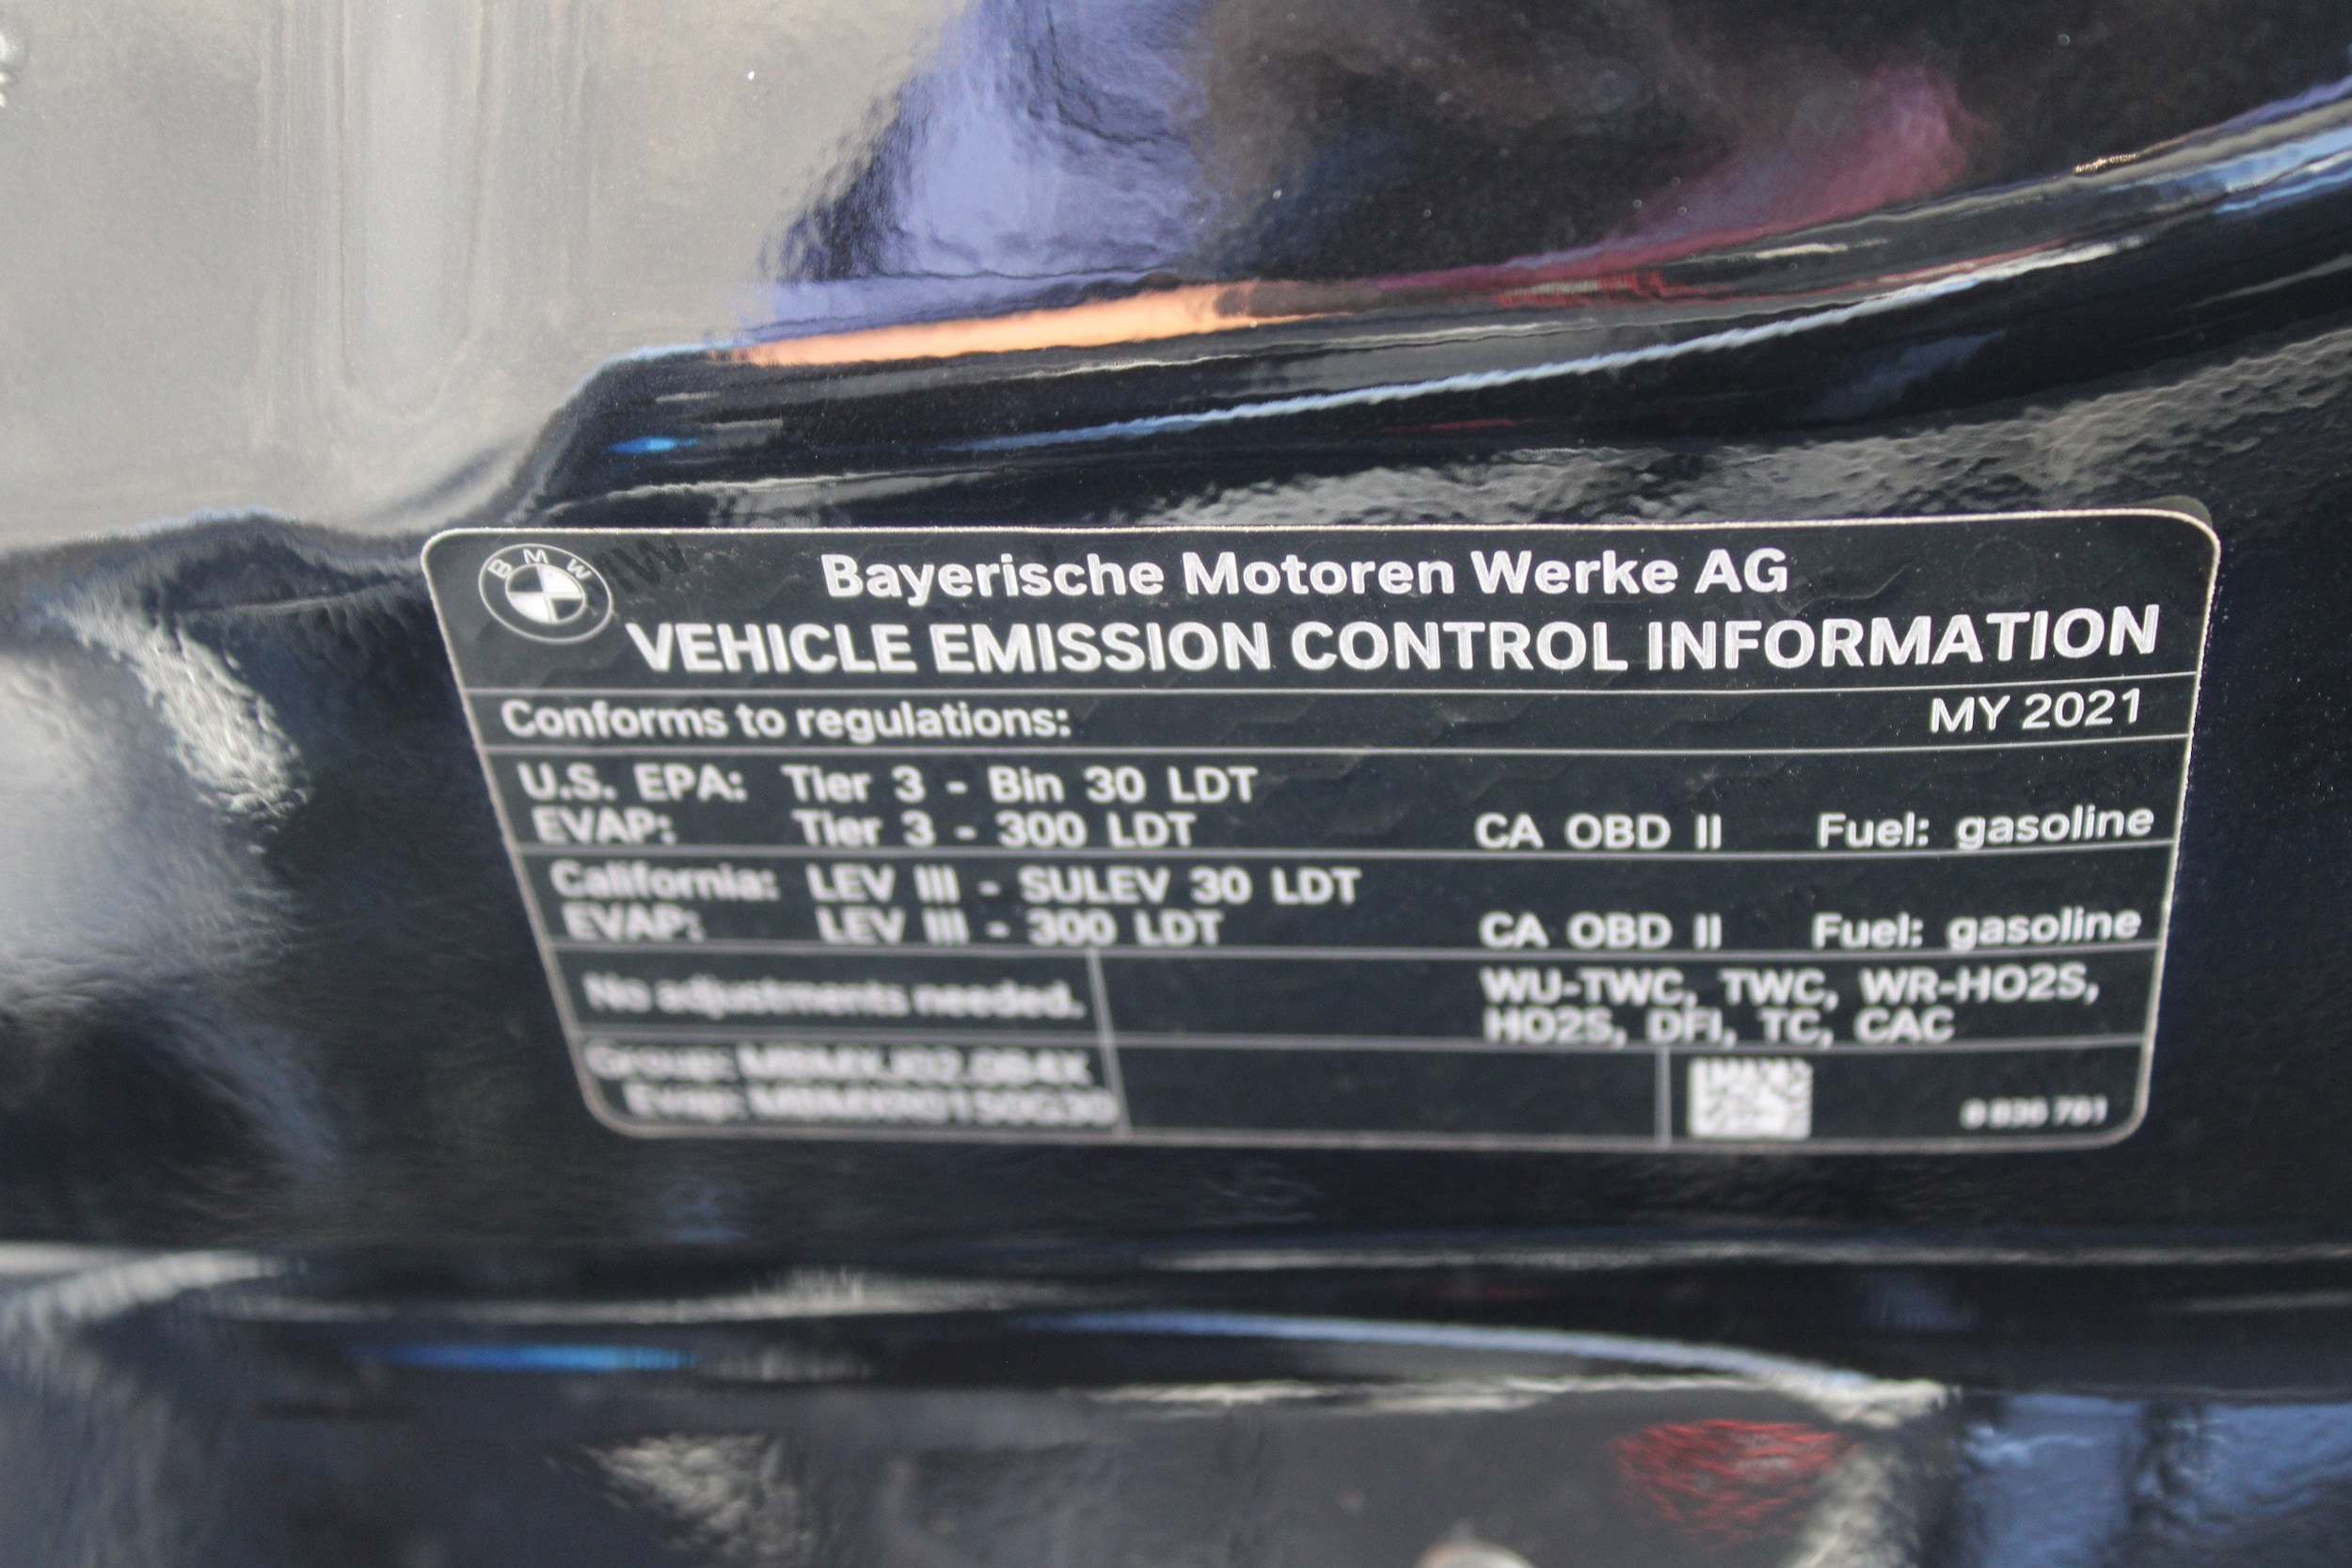 BMW
Bayerische Motoren Werke AG
VEHICLE EMISSION CONTROL INFORMATION
Conforms to regulations: MY 2021
U.S. EPA: Tier 3 - Bin 30 LDT
EVAP: Tier 3 - 300 LDT CA OBD II Fuel: gasoline
California: LEV III - SULEV 30 LDT
EVAP: LEV III - 300 LDT CA OBD II Fuel: gasoline
No adjustments needed.
WU-TWC, TWC, WR-HO2S,
HO2S, DFI, TC, CAC
Group:
Evap: